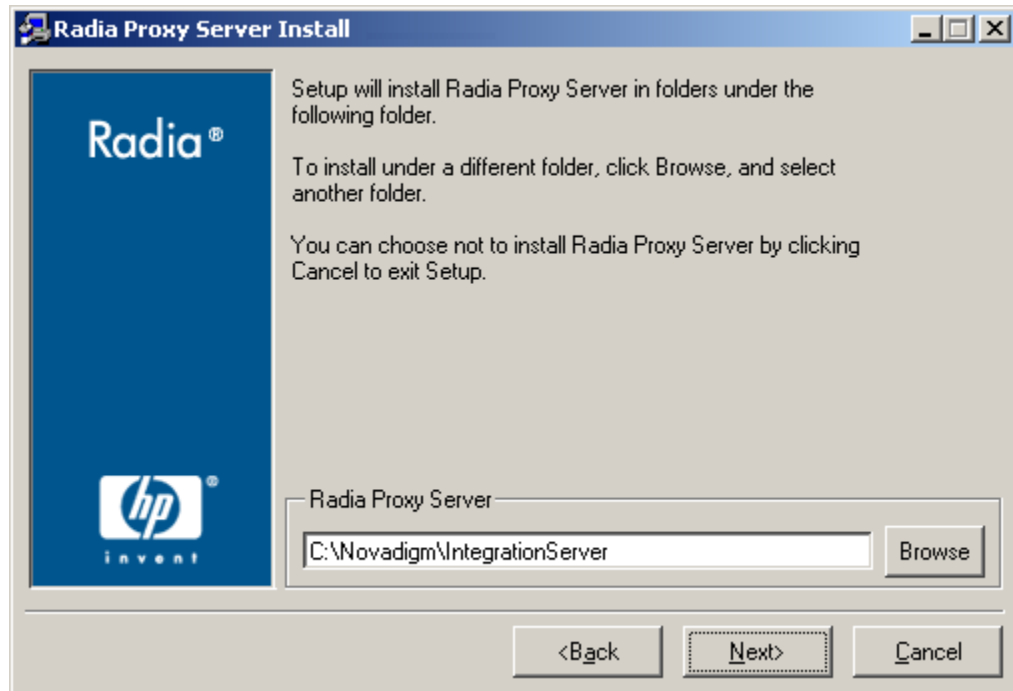 Radia Proxy Server Install
Radia®
Setup will install Radia Proxy Server in folders under the
following folder.
To install under a different folder, click Browse, and select
another folder.
You can choose not to install Radia Proxy Server by clicking
Cancel to exit Setup.
hp®
invent
Radia Proxy Server
C:\Novadigm\IntegrationServer
Browse
<Back
Next>
Cancel